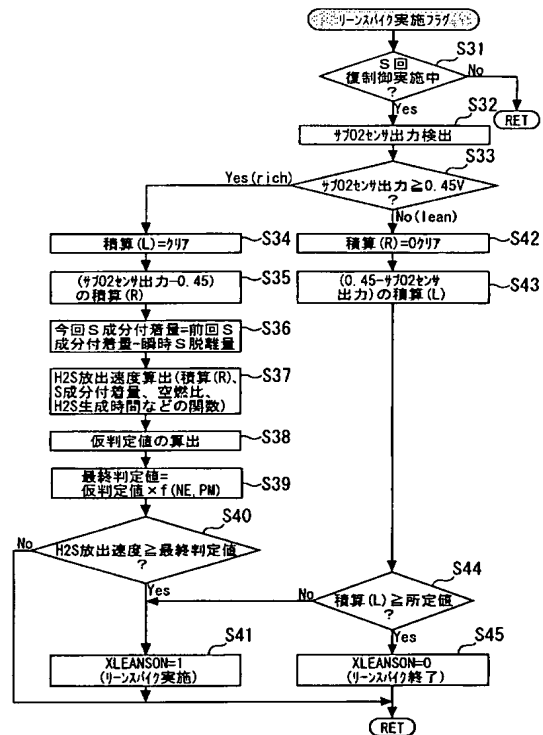 リーンスパイク実施フラグ
S31
S回
復制御実施中
?
No
RET
Yes
S32
サブO2センサ出力検出
S33
Yes(rich)
サブO2センサ出力≧0.45V
?
No(lean)
積算(L)=クリア
S34
積算(R)=0クリア
S42
(サブO2センサ出力-0.45)
の積算(R)
S35
(0.45-サブO2センサ
出力)の積算(L)
S43
今回S成分付着量=前回S
成分付着量-瞬時S脱離量
S36
H2S放出速度算出(積算(R)、
S成分付着量、空燃比、
H2S生成時間などの関数)
S37
仮判定値の算出
S38
最終判定値=
仮判定値×f(NE,PM)
S39
S40
No
H2S放出速度≧最終判定値
?
Yes
S44
No
積算(L)≧所定値
?
Yes
S41
XLEANSON=1
(リーンスパイク実施)
S45
XLEANSON=0
(リーンスパイク終了)
RET